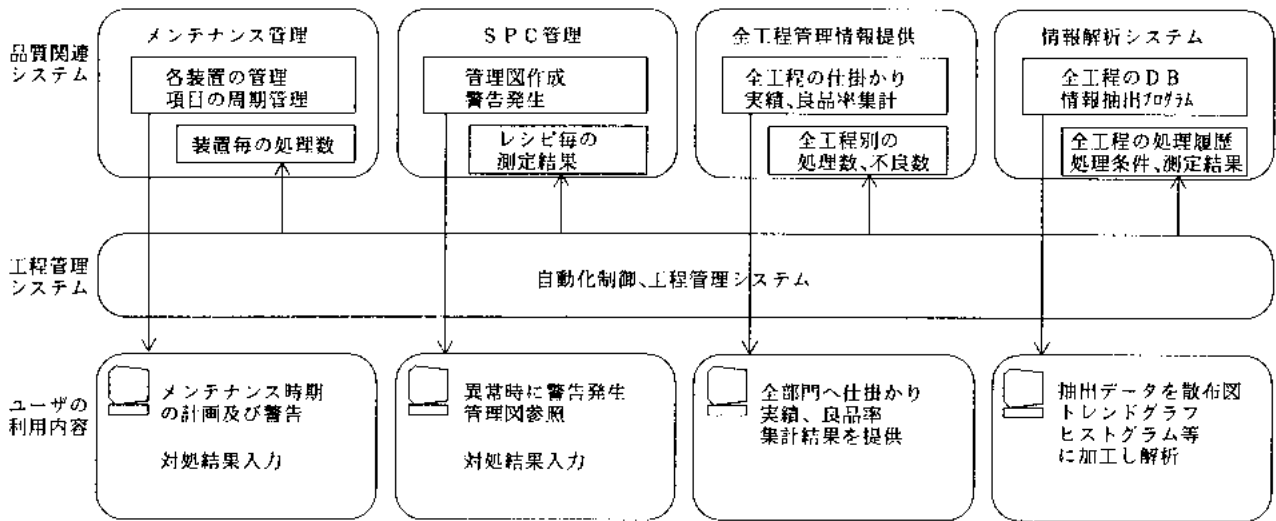 品質関連
システム
メンテナンス管理
各装置の管理
項目の周期管理
装置毎の処理数
SPC管理
管理図作成
警告発生
レシピ毎の
測定結果
全工程管理情報提供
全工程の仕掛かり
実績、良品率集計
全工程別の
処理数、不良数
情報解析システム
全工程のDB
情報抽出プログラム
全工程の処理履歴
処理条件、測定結果
工程管理
システム
自動化制御、工程管理システム
ユーザの
利用内容
メンテナンス時期
の計画及び警告
対処結果入力
異常時に警告発生
管理図参照
対処結果入力
全部門へ仕掛かり
実績、良品率
集計結果を提供
抽出データを散布図
トレンドグラフ
ヒストグラム等
に加工し解析